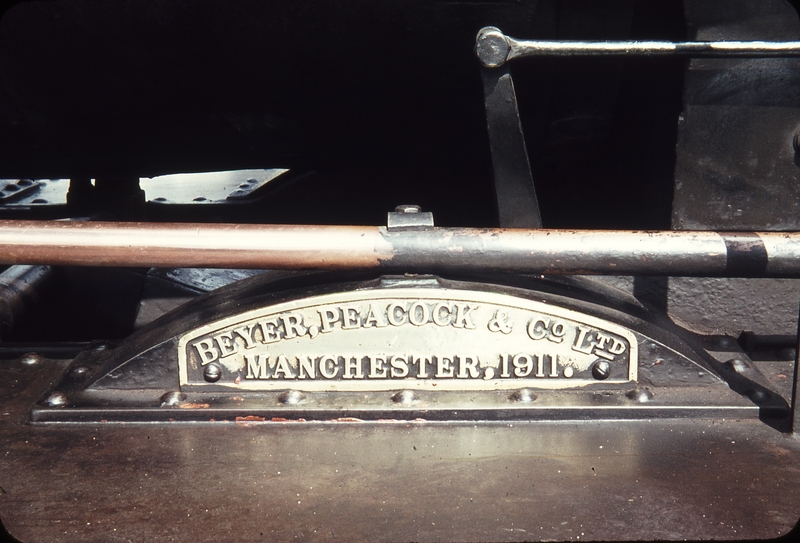 BEYER, PEACOCK & CO LTD
MANCHESTER, 1911.